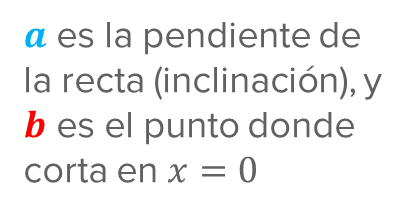 a es la pendiente de
la recta (inclinación), y
b es el punto donde
corta en x = 0